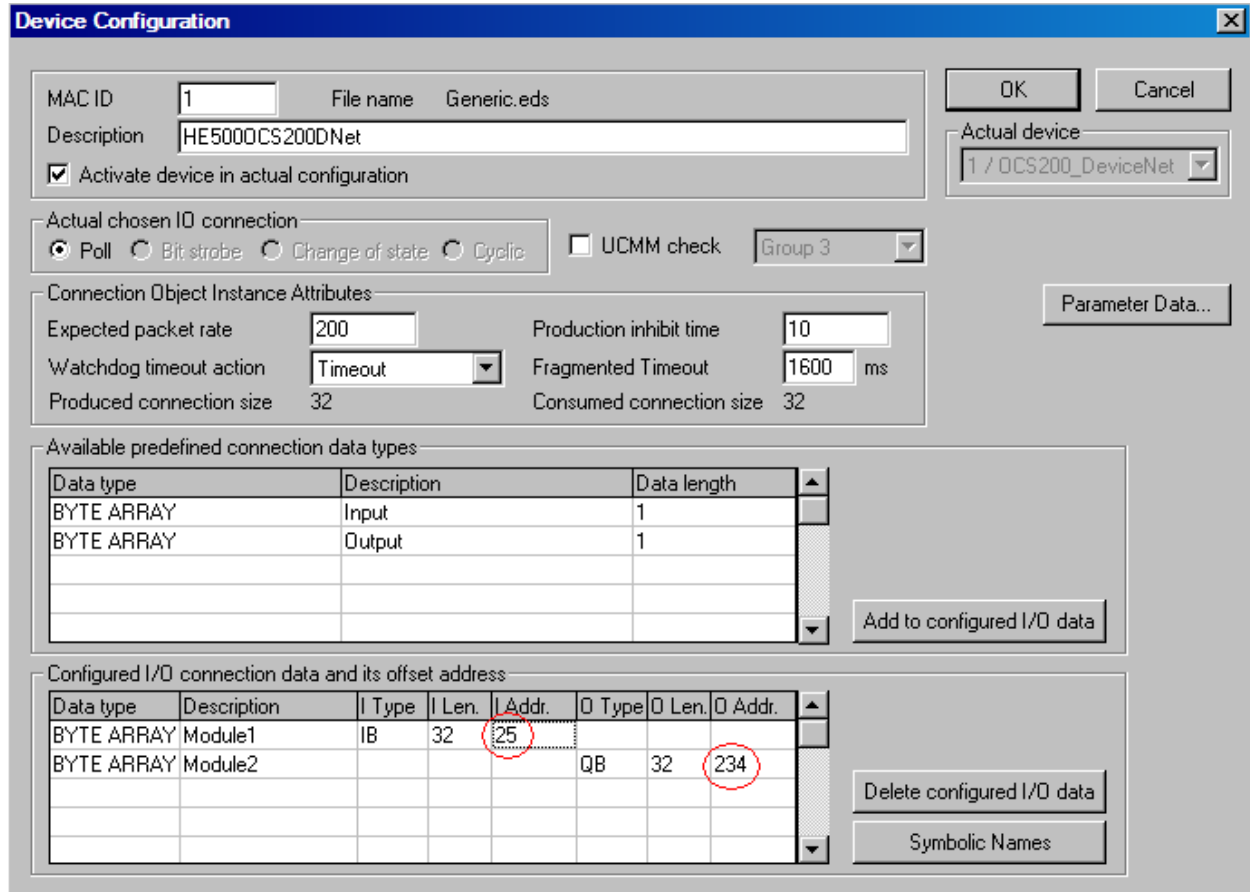 Device Configuration
MAC ID 1 File name Generic.eds
OK Cancel
Description HE500OCS200DNet
Actual device
1 / OCS200_DeviceNet
Activate device in actual configuration
Actual chosen IO connection
Poll Bit strobe Change of state Cyclic UCMM check Group 3
Connection Object Instance Attributes
Parameter Data...
Expected packet rate 200 Production inhibit time 10
Watchdog timeout action Timeout Fragmented Timeout 1600 ms
Produced connection size 32 Consumed connection size 32
Available predefined connection data types
Data type Description Data length
BYTE ARRAY Input 1
BYTE ARRAY Output 1
Add to configured I/O data
Configured I/O connection data and its offset address
Data type Description I Type I Len. I Addr. O Type O Len. O Addr.
BYTE ARRAY Module1 IB 32 25
BYTE ARRAY Module2 QB 32 234
Delete configured I/O data
Symbolic Names